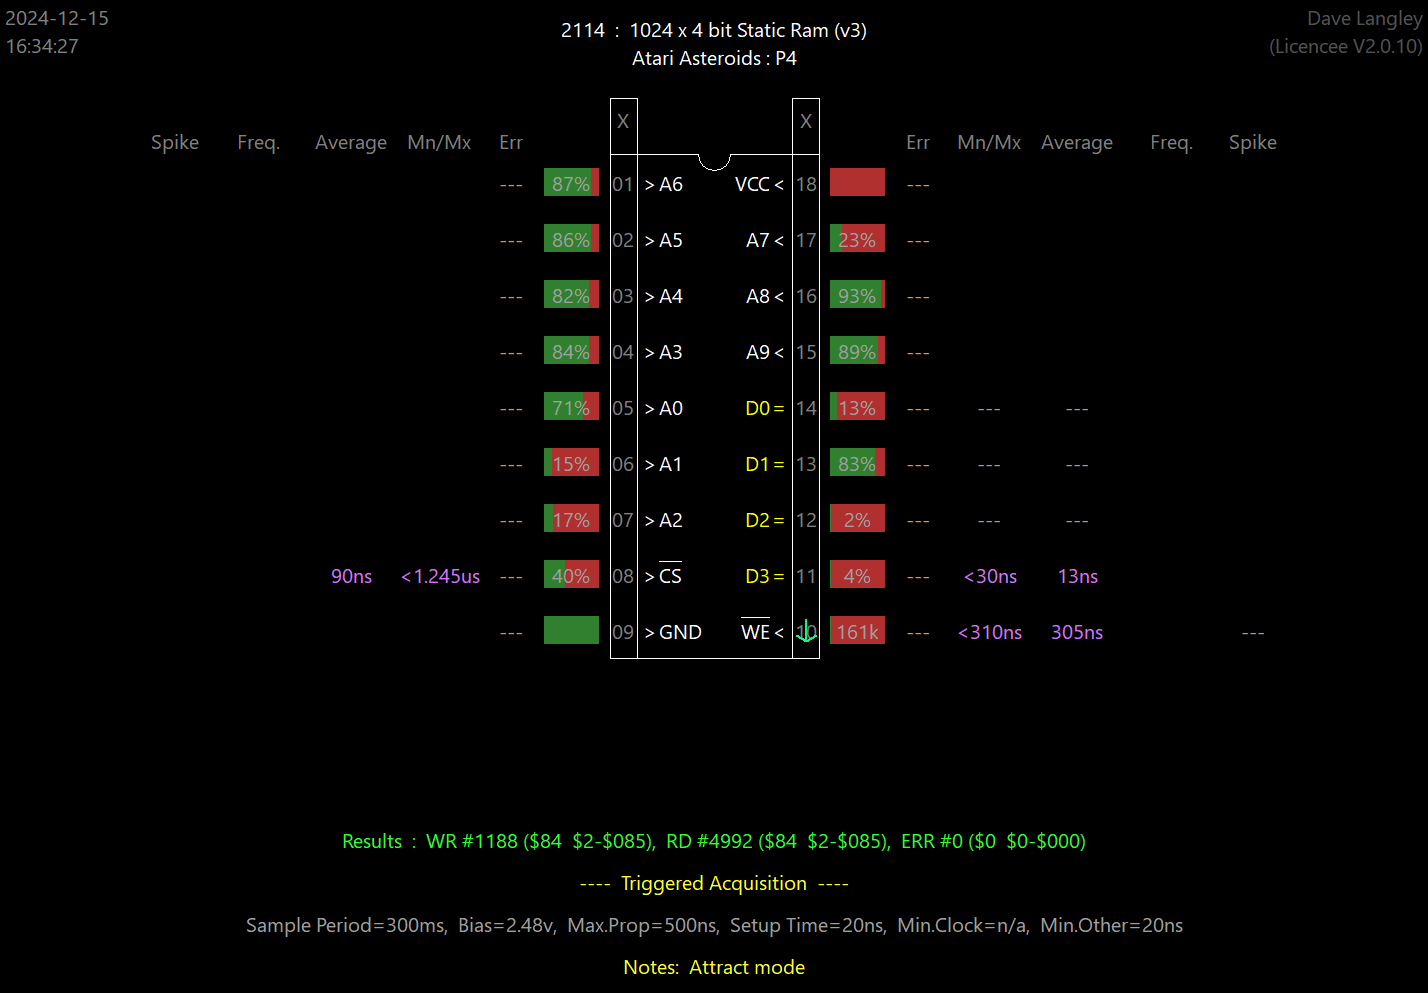 2024-12-15
16:34:27
2114 : 1024 x 4 bit Static Ram (v3)
Atari Asteroids : P4
Dave Langley
(Licencee V2.0.10)
X X
Spike Freq. Average Mn/Mx Err Err Mn/Mx Average Freq. Spike
--- 87% 01 > A6 VCC < 18 ---
--- 86% 02 > A5 A7 < 17 23% ---
--- 82% 03 > A4 A8 < 16 93% ---
--- 84% 04 > A3 A9 < 15 89% ---
--- 71% 05 > A0 D0 = 14 13% --- --- ---
--- 15% 06 > A1 D1 = 13 83% --- --- ---
--- 17% 07 > A2 D2 = 12 2% --- --- ---
90ns <1.245us --- 40% 08 > CS D3 = 11 4% --- <30ns 13ns
--- 09 > GND WE < 10 161k --- <310ns 305ns ---
Results : WR #1188 ($84 $2-$085), RD #4992 ($84 $2-$085), ERR #0 ($0 $0-$000)
---- Triggered Acquisition ----
Sample Period=300ms, Bias=2.48v, Max.Prop=500ns, Setup Time=20ns, Min.Clock=n/a, Min.Other=20ns
Notes: Attract mode